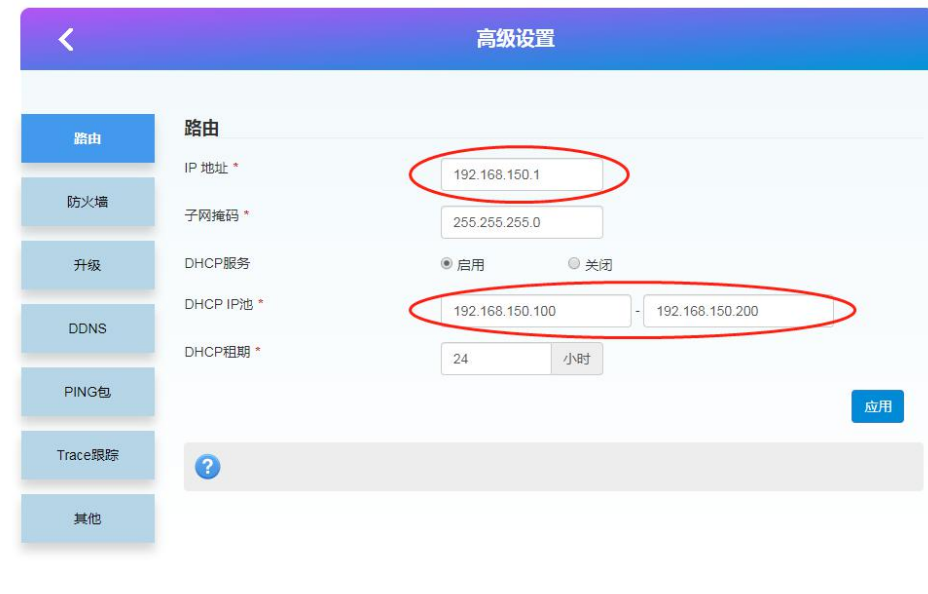 高级设置
路由
防火墙
升级
DDNS
PING包
Trace跟踪
其他
路由
IP 地址 *
192.168.150.1
子网掩码 *
255.255.255.0
DHCP服务
启用 关闭
DHCP IP池 *
192.168.150.100 - 192.168.150.200
DHCP租期 *
24 小时
应用
?